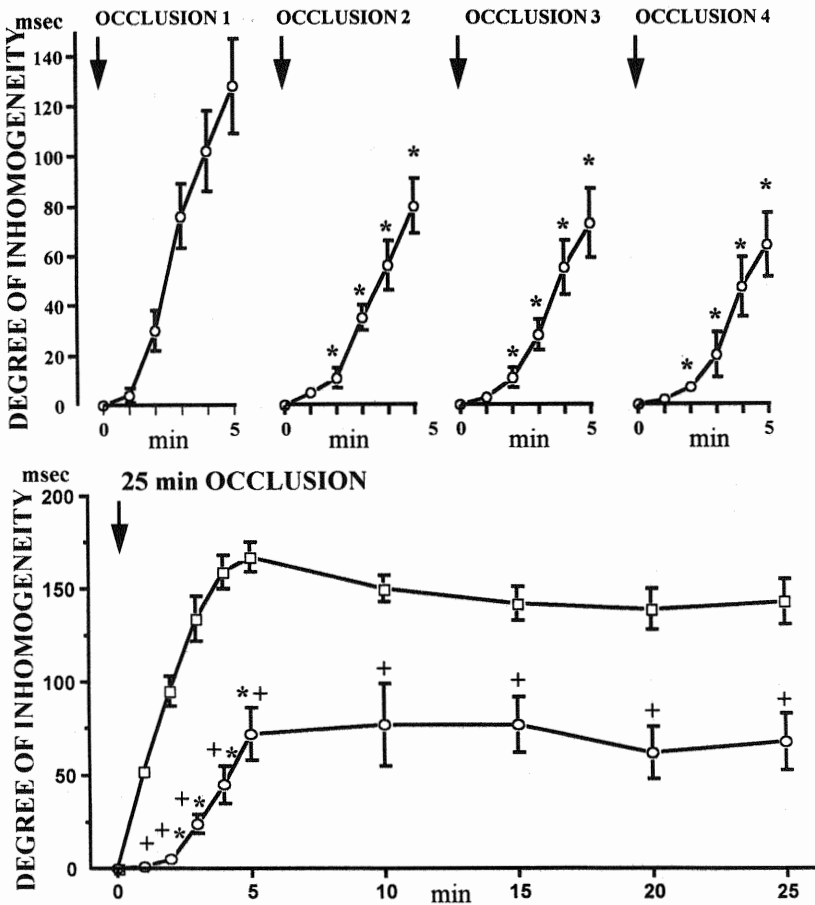 msec
OCCLUSION 1
OCCLUSION 2
OCCLUSION 3
OCCLUSION 4
DEGREE OF INHOMOGENEITY
140
120
100
80
60
40
20
0
0 5
min
* * * *
0 5
min
* * * *
0 5
min
* * * *
0 5
min
msec
25 min OCCLUSION
DEGREE OF INHOMOGENEITY
200
150
100
50
0
* + + + + +
+ *
+ *
+ *
+
0 5 10 15 20 25
min